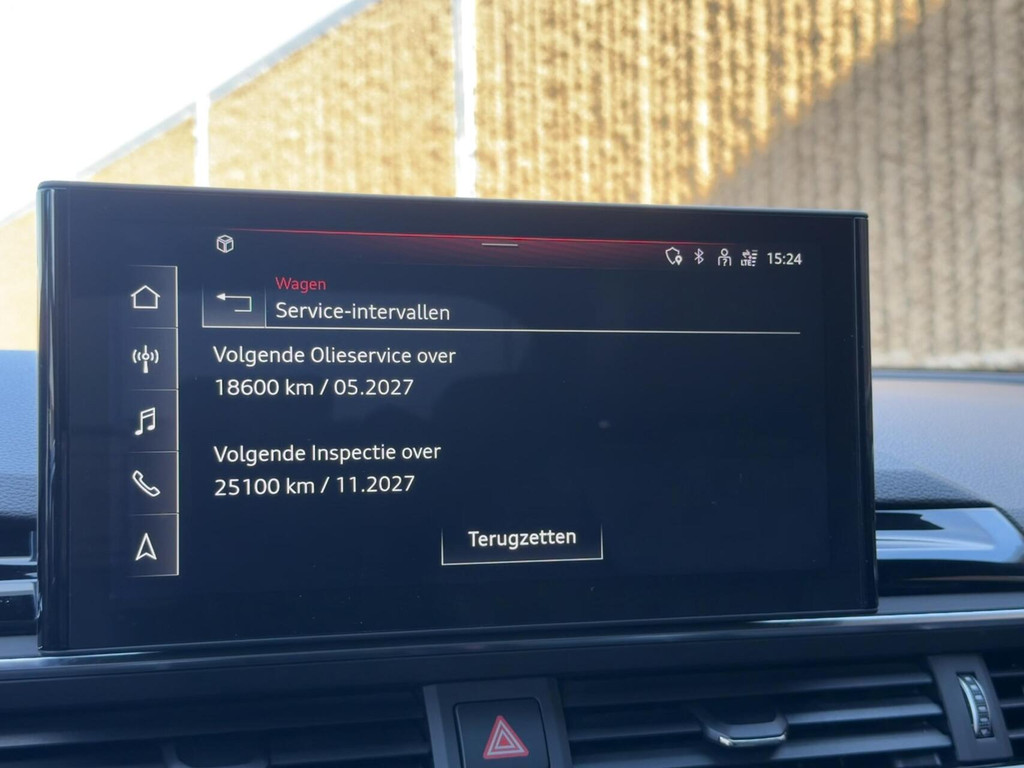 15:24
Wagen
Service-intervallen
Volgende Olieservice over
18600 km / 05.2027
Volgende Inspectie over
25100 km / 11.2027
Terugzetten